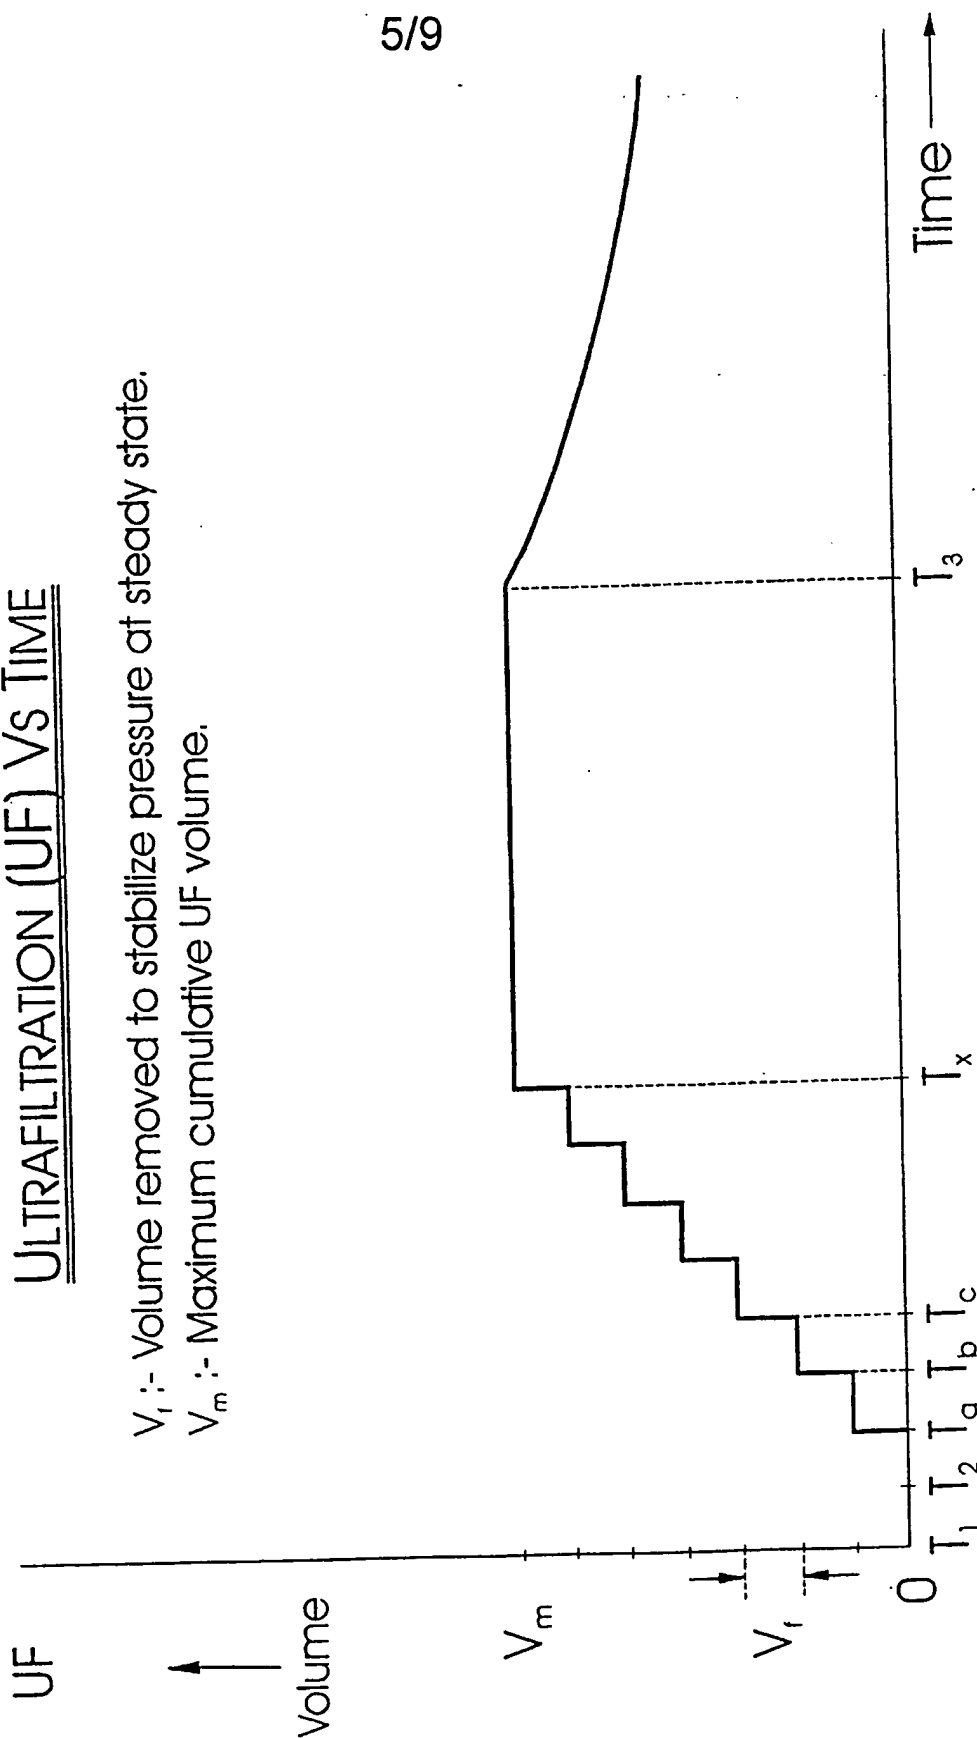 5/9
ULTRAFILTRATION (UF) VS TIME
Vf :- Volume removed to stabilize pressure at steady state.
Vm :- Maximum cumulative UF volume.
UF
Volume
Vm
Vf
0
T1 T2 Ta Tb Tc Tx T3
Time